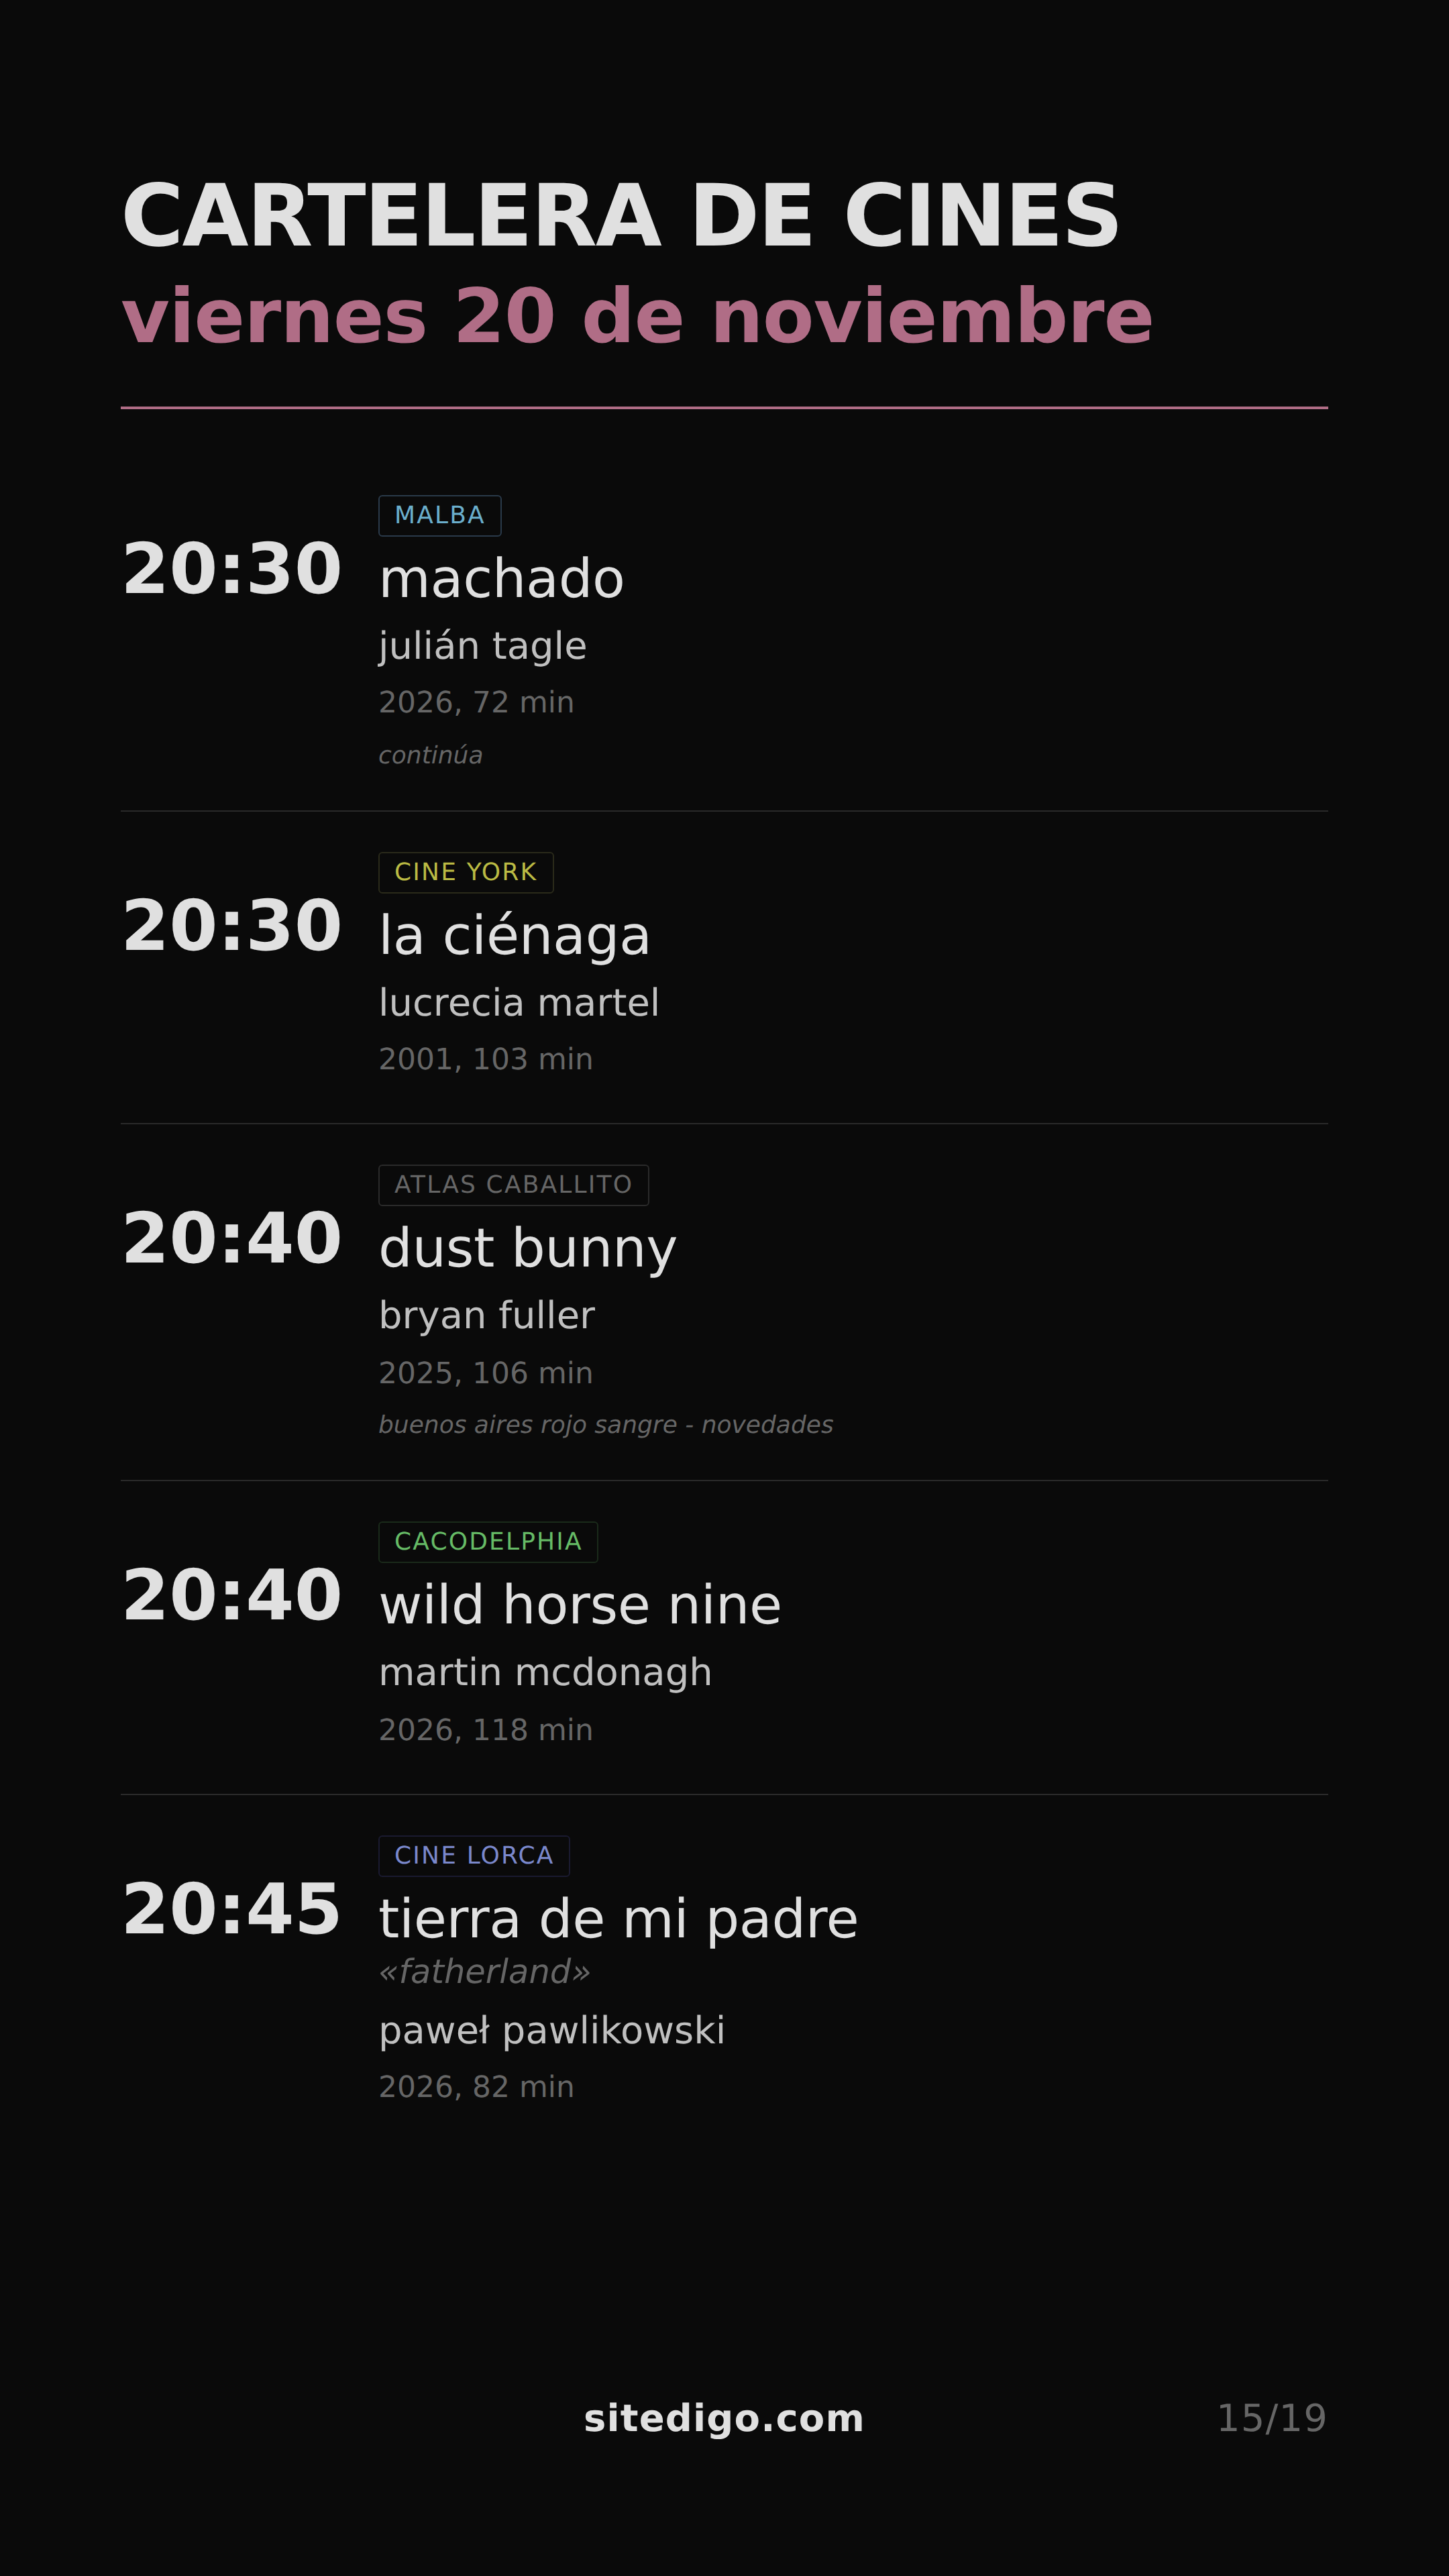 CARTELERA DE CINES
viernes 20 de noviembre
MALBA
20:30
machado
julián tagle
2026, 72 min
continúa
CINE YORK
20:30
la ciénaga
lucrecia martel
2001, 103 min
ATLAS CABALLITO
20:40
dust bunny
bryan fuller
2025, 106 min
buenos aires rojo sangre - novedades
CACODELPHIA
20:40
wild horse nine
martin mcdonagh
2026, 118 min
CINE LORCA
20:45
tierra de mi padre
«fatherland»
paweł pawlikowski
2026, 82 min
sitedigo.com
15/19